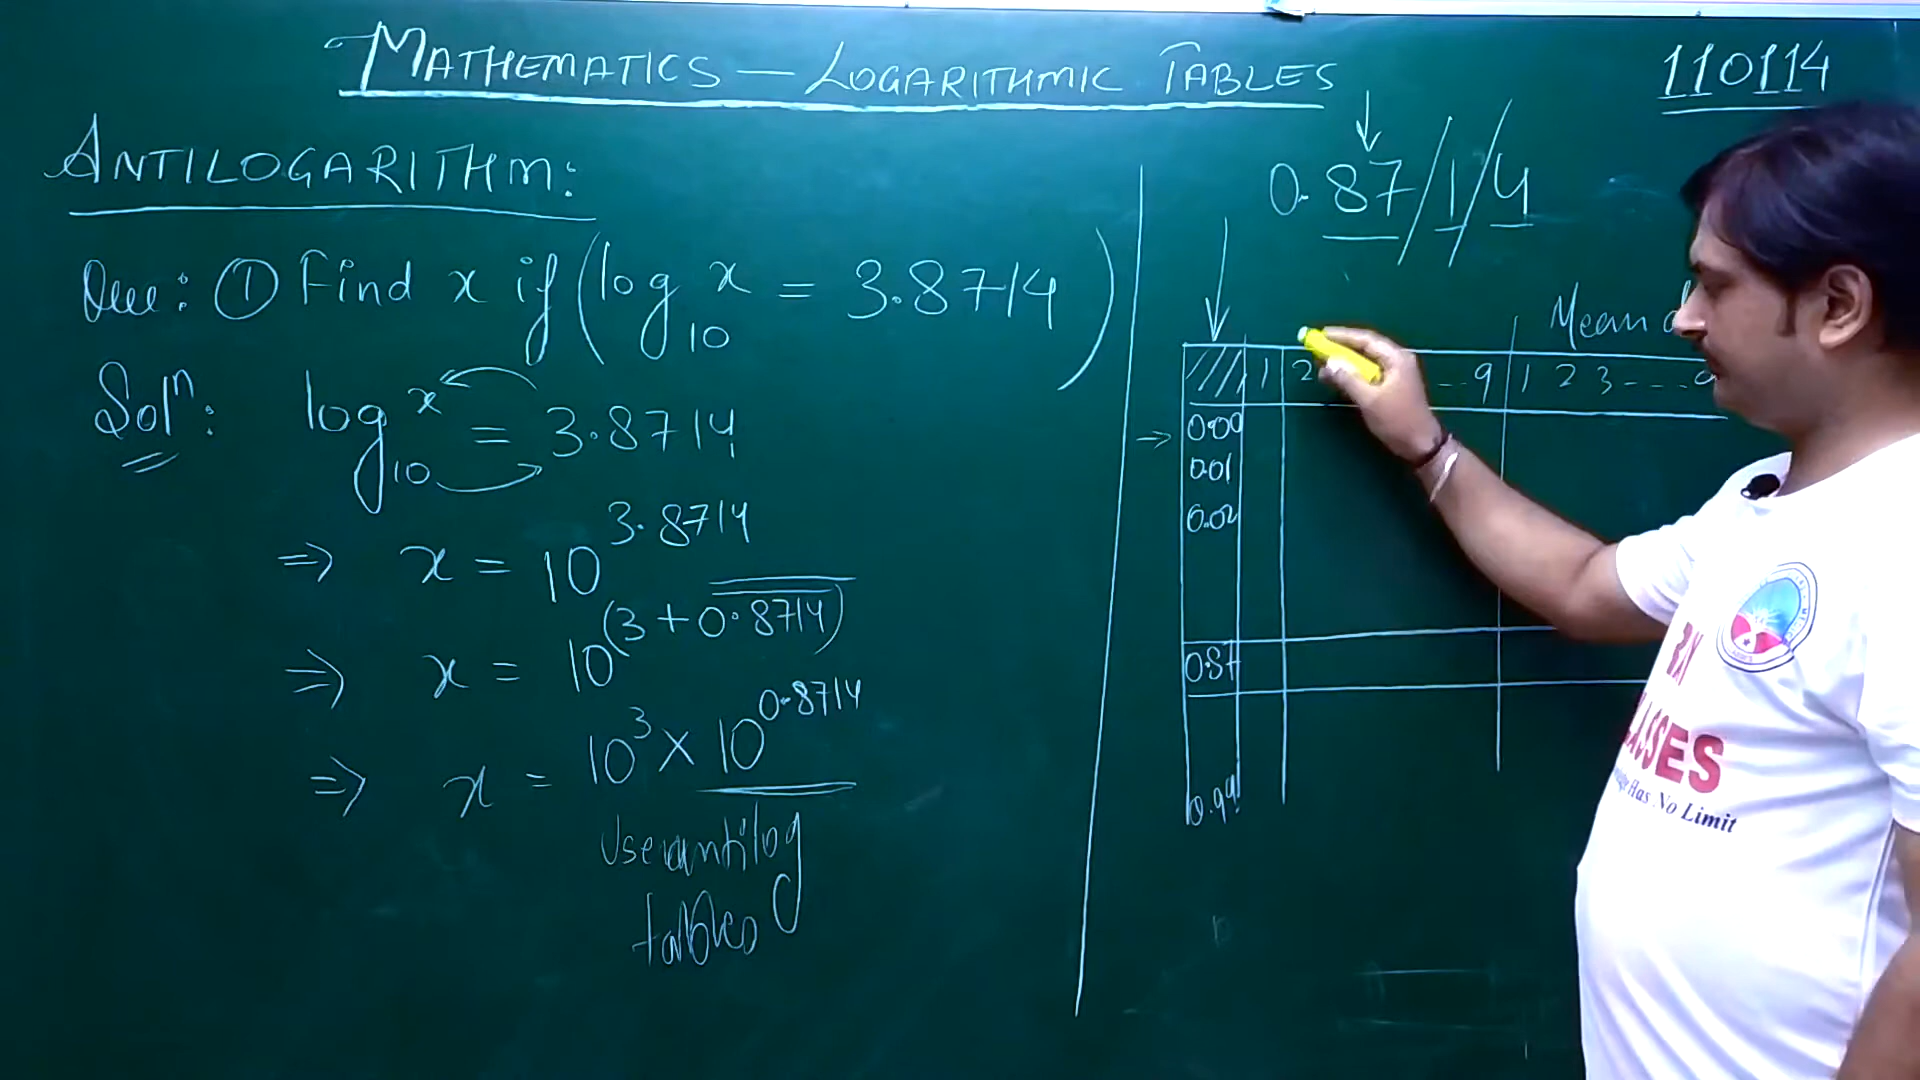 MATHEMATICS — LOGARITHMIC TABLES
110114
ANTILOGARITHM:
Que: ① Find x if (log₁₀ x = 3.8714)
Solⁿ: log₁₀ x = 3.8714
⇒ x = 10^3.8714
⇒ x = 10^(3 + 0.8714)
⇒ x = 10^3 × 10^0.8714
Use antilog
tables
0.87/1/4
Mean
1 2 ...9 1 2 3 ---9
0.00
0.01
0.02
0.87
0.99
Has No Limit